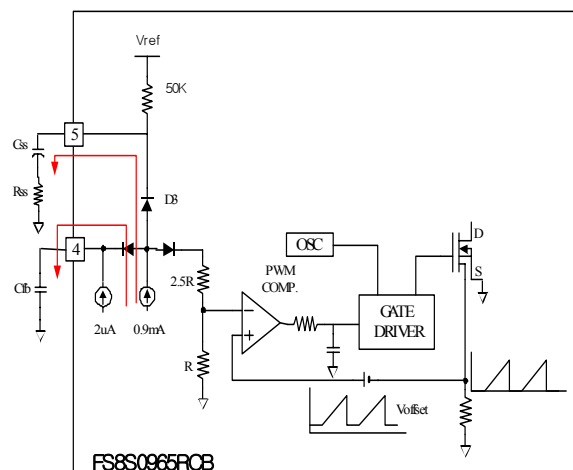 Vref
50K
5
Css
Rss
D3
4
Cfb
2uA
0.9mA
2.5R
R
OSC
PWM
COMP.
GATE
DRIVER
D
S
Voffset
FS8S0965RCB